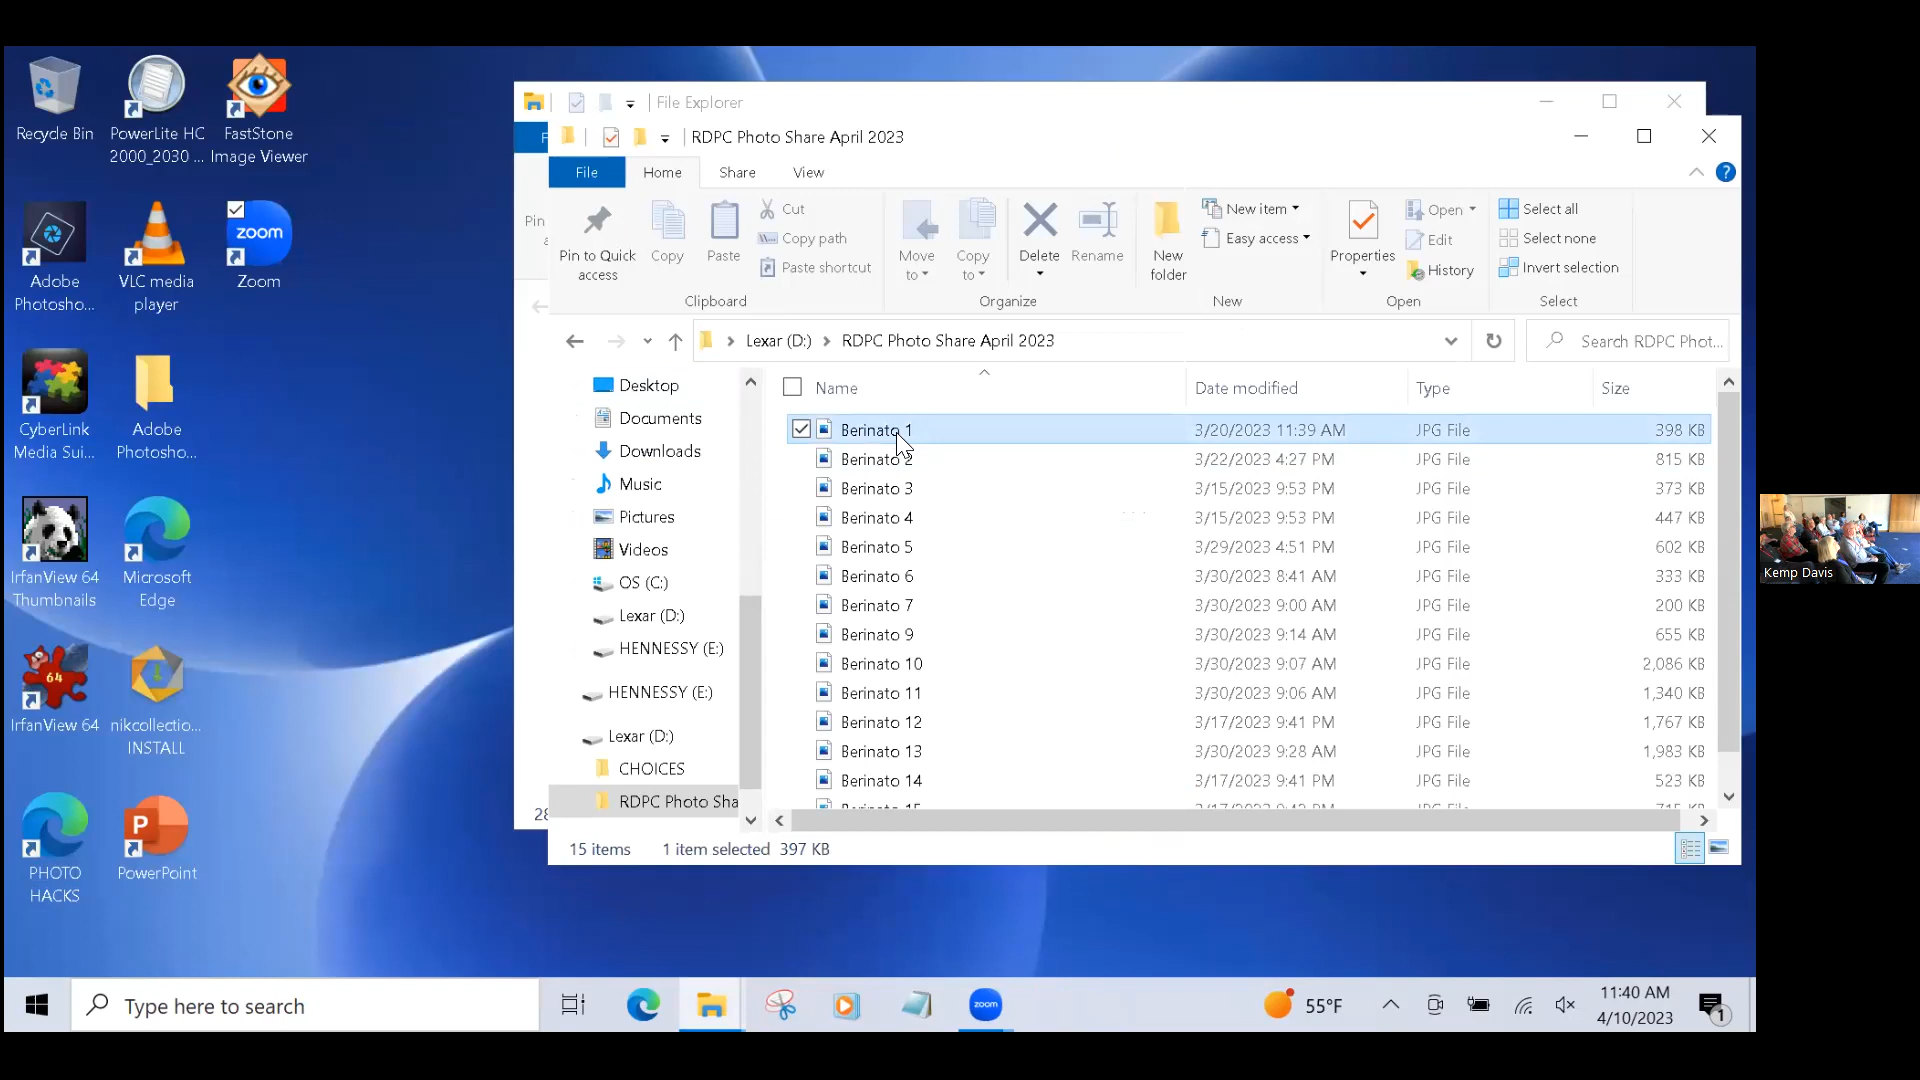 Recycle Bin
PowerLite HC
2000_2030 ...
FastStone
Image Viewer
Adobe
Photosho...
VLC media
player
zoom
Zoom
CyberLink
Media Sui...
Adobe
Photosho...
IrfanView 64
Thumbnails
Microsoft
Edge
64
IrfanView 64
nikcollectio...
INSTALL
PHOTO
HACKS
P
PowerPoint
File Explorer
F
Pin
a
28
RDPC Photo Share April 2023
File
Home
Share
View
?
Pin to Quick
access
Copy
Paste
Cut
Copy path
Paste shortcut
Clipboard
Move
to
Copy
to
Delete
Rename
Organize
New
folder
New item
Easy access
New
Properties
Open
Edit
History
Open
Select all
Select none
Invert selection
Select
Lexar (D:)
RDPC Photo Share April 2023
Search RDPC Phot...
Desktop
Documents
Downloads
Music
Pictures
Videos
OS (C:)
Lexar (D:)
HENNESSY (E:)
HENNESSY (E:)
Lexar (D:)
CHOICES
RDPC Photo Sha
Name Date modified Type Size
Berinato 1 3/20/2023 11:39 AM JPG File 398 KB
Berinato 2 3/22/2023 4:27 PM JPG File 815 KB
Berinato 3 3/15/2023 9:53 PM JPG File 373 KB
Berinato 4 3/15/2023 9:53 PM JPG File 447 KB
Berinato 5 3/29/2023 4:51 PM JPG File 602 KB
Berinato 6 3/30/2023 8:41 AM JPG File 333 KB
Berinato 7 3/30/2023 9:00 AM JPG File 200 KB
Berinato 9 3/30/2023 9:14 AM JPG File 655 KB
Berinato 10 3/30/2023 9:07 AM JPG File 2,086 KB
Berinato 11 3/30/2023 9:06 AM JPG File 1,340 KB
Berinato 12 3/17/2023 9:41 PM JPG File 1,767 KB
Berinato 13 3/30/2023 9:28 AM JPG File 1,983 KB
Berinato 14 3/17/2023 9:41 PM JPG File 523 KB
15 items 1 item selected 397 KB
Kemp Davis
Type here to search
zoom
55°F
11:40 AM
4/10/2023
1